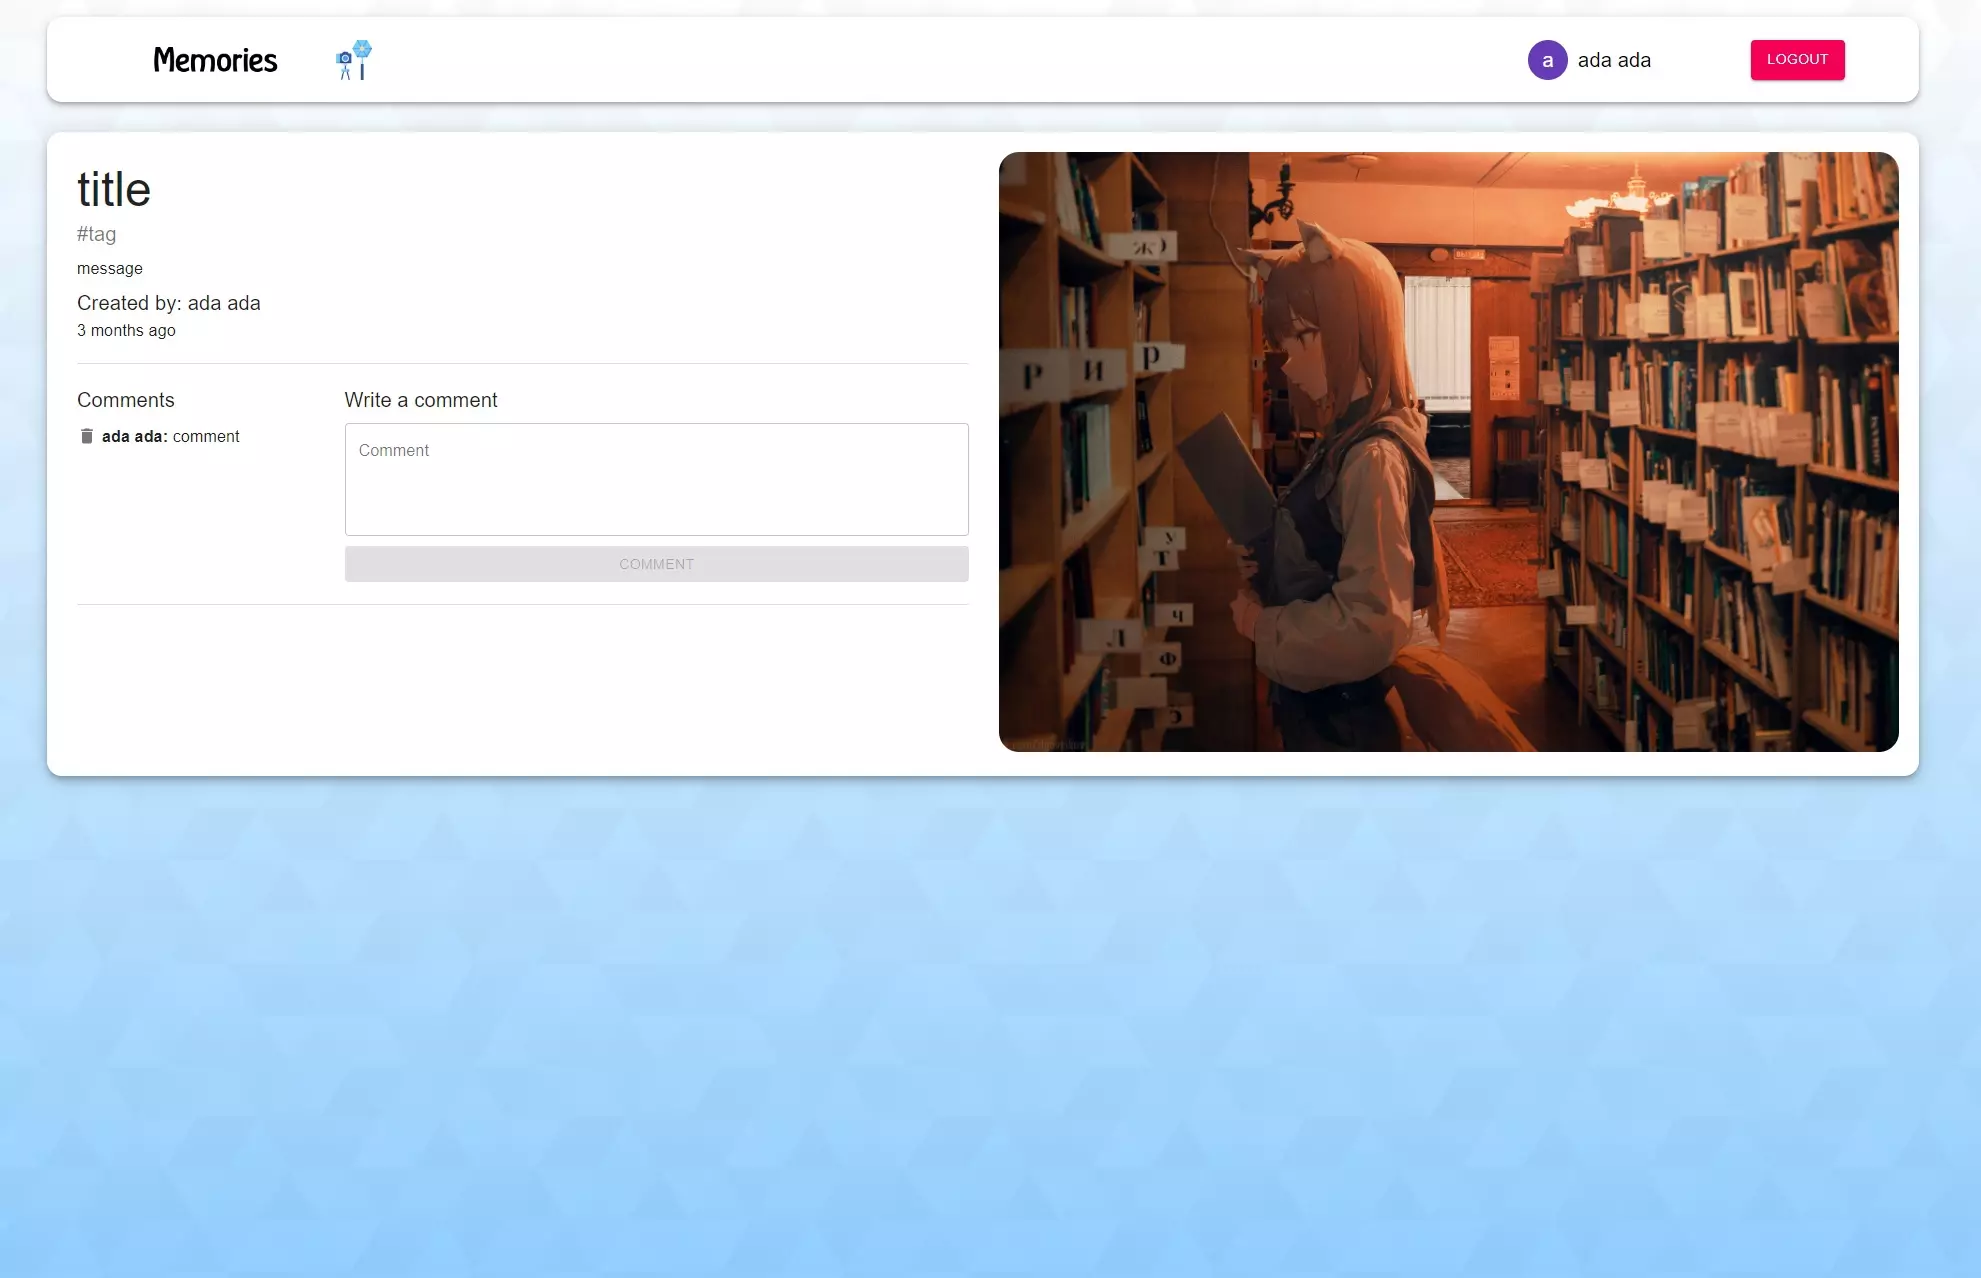 Memories
a ada ada
LOGOUT
title
#tag
message
Created by: ada ada
3 months ago
Comments
ada ada: comment
Write a comment
Comment
COMMENT
Ж
Р
И
Р
У
Т
Ч
Л
Ф